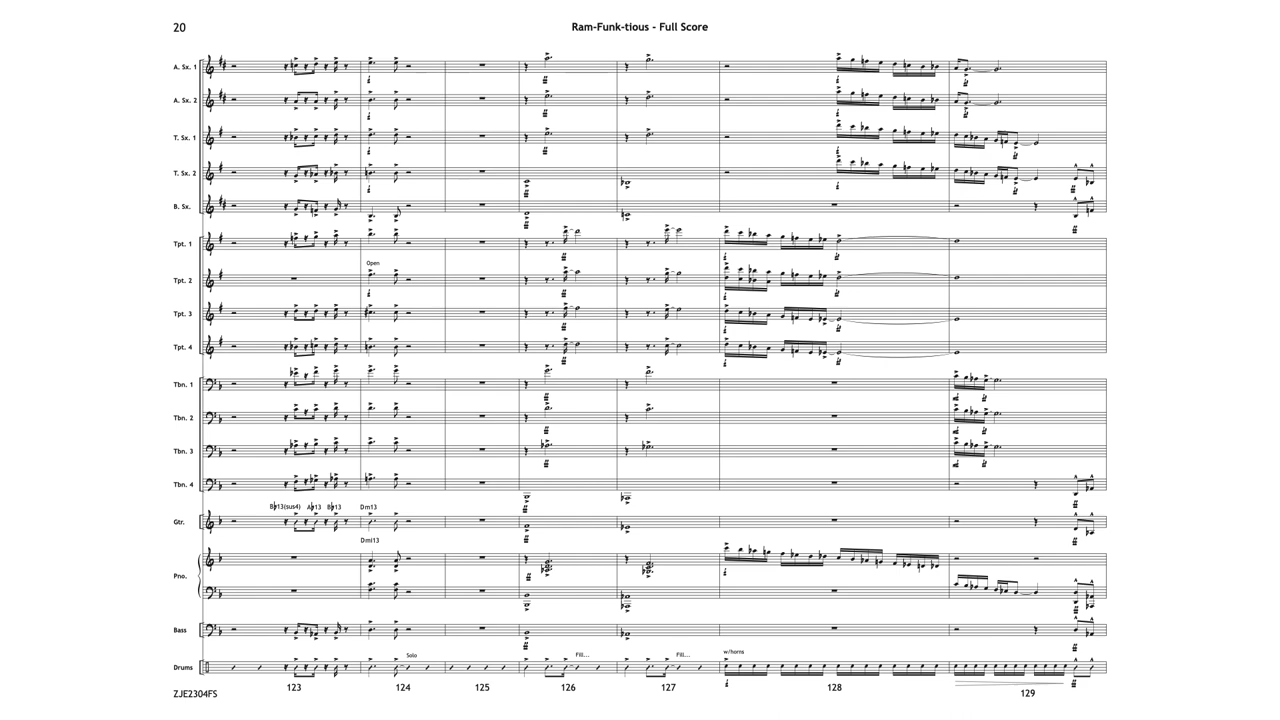 20
Ram-Funk-tious - Full Score
A. Sx. 1
A. Sx. 2
T. Sx. 1
T. Sx. 2
B. Sx.
Tpt. 1
Open
Tpt. 2
Tpt. 3
Tpt. 4
Tbn. 1
Tbn. 2
Tbn. 3
Tbn. 4
B♭13(sus4) A♭13 B♭13 Dm13
Gtr.
Dmi13
Pno.
Bass
Solo Fill... Fill... w/horns
Drums
ZJE2304FS 123 124 125 126 127 128 129